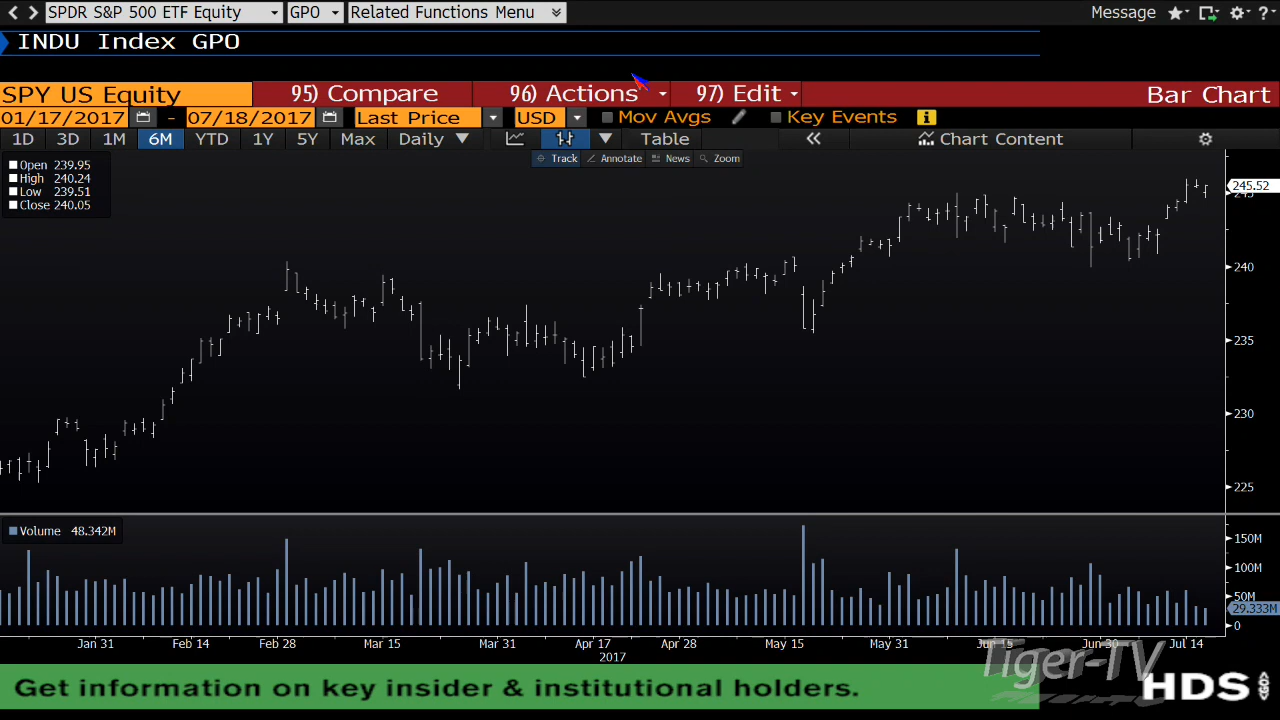 SPDR S&P 500 ETF Equity GPO Related Functions Menu Message ?
INDU Index GPO
SPY US Equity 95) Compare 96) Actions 97) Edit Bar Chart
01/17/2017 - 07/18/2017 Last Price USD Mov Avgs Key Events i
1D 3D 1M 6M YTD 1Y 5Y Max Daily Table « Chart Content
Track Annotate News Zoom
Open 239.95
High 240.24
Low 239.51
Close 240.05
245.52
245
240
235
230
225
Volume 48.342M
150M
100M
50M
29.333M
0
Jan 31 Feb 14 Feb 28 Mar 15 Mar 31 Apr 17 Apr 28 May 15 May 31 Jun 15 Jun 30 Jul 14
2017
Tiger-TV
Get information on key insider & institutional holders.
HDS GO